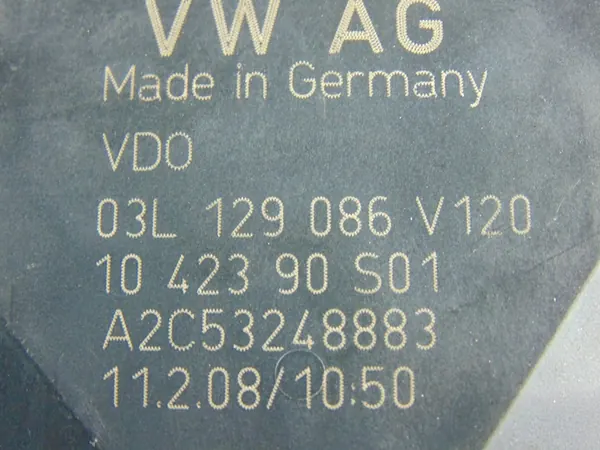 VW AG
Made in Germany
VDO
03L 129 086 V120
10 423 90 S01
A2C53248883
11.2.08/10:50